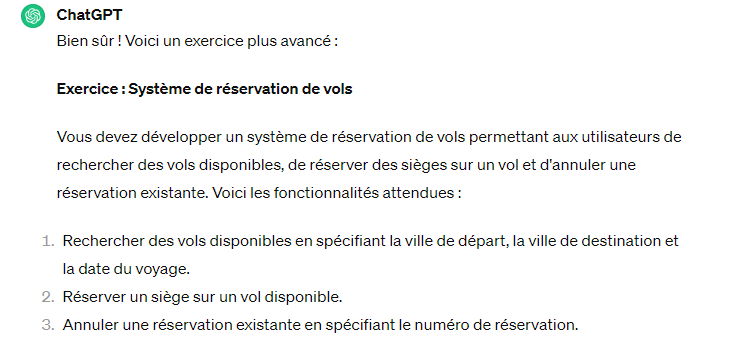 ChatGPT
Bien sûr ! Voici un exercice plus avancé :
Exercice : Système de réservation de vols
Vous devez développer un système de réservation de vols permettant aux utilisateurs de
rechercher des vols disponibles, de réserver des sièges sur un vol et d'annuler une
réservation existante. Voici les fonctionnalités attendues :
1. Rechercher des vols disponibles en spécifiant la ville de départ, la ville de destination et
la date du voyage.
2. Réserver un siège sur un vol disponible.
3. Annuler une réservation existante en spécifiant le numéro de réservation.